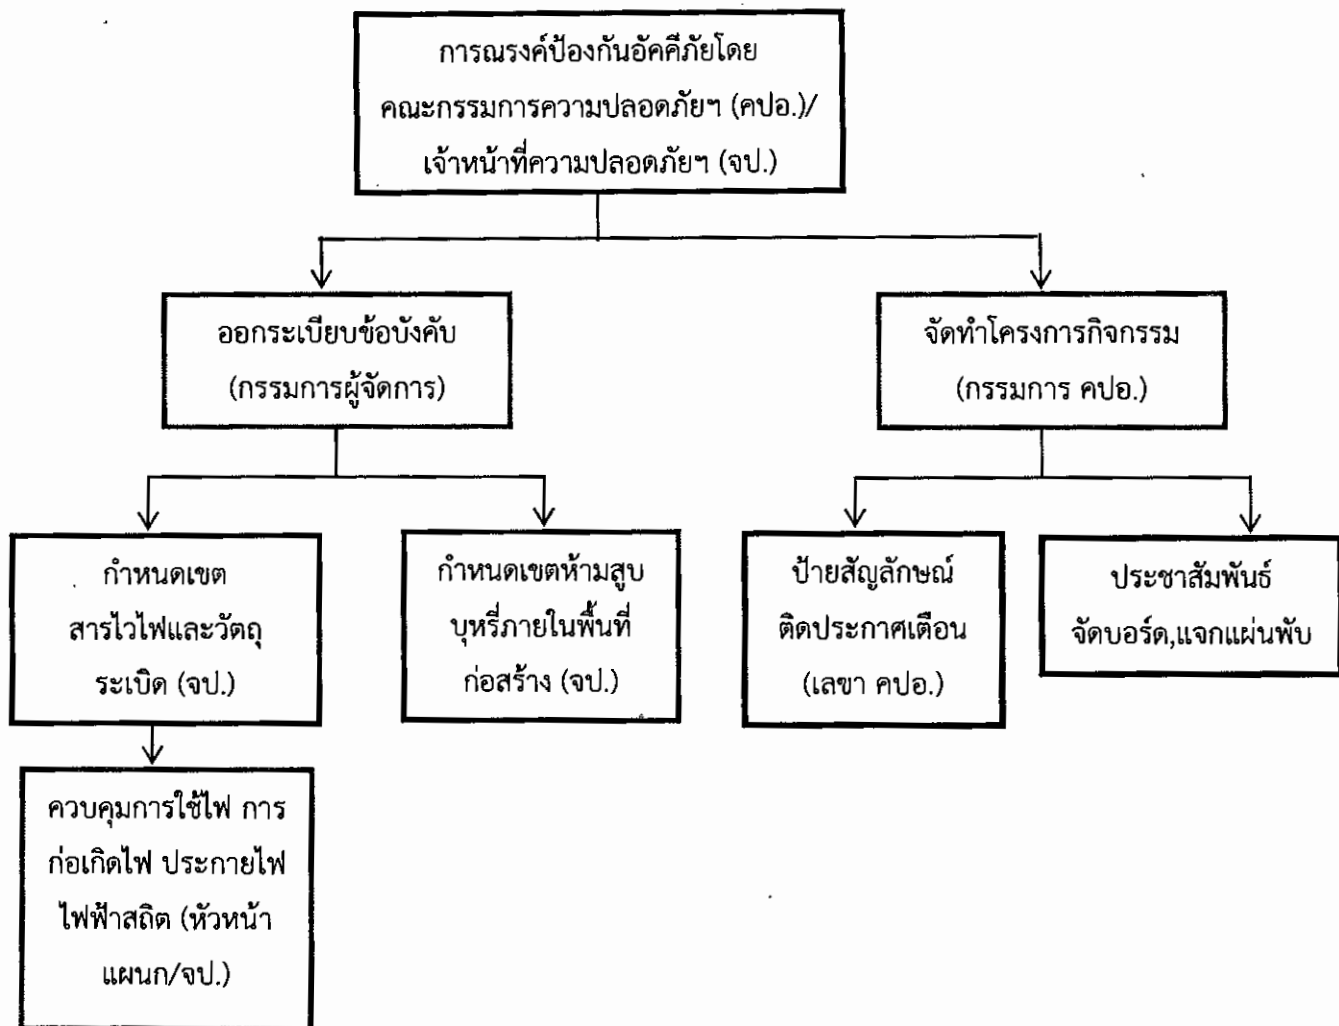 การณรงค์ป้องกันอัคคีภัยโดย
คณะกรรมการความปลอดภัยฯ (คปอ.)/
เจ้าหน้าที่ความปลอดภัยฯ (จป.)
ออกระเบียบข้อบังคับ
(กรรมการผู้จัดการ)
จัดทำโครงการกิจกรรม
(กรรมการ คปอ.)
กำหนดเขต
สารไวไฟและวัตถุ
ระเบิด (จป.)
กำหนดเขตห้ามสูบ
บุหรี่ภายในพื้นที่
ก่อสร้าง (จป.)
ป้ายสัญลักษณ์
ติดประกาศเตือน
(เลขา คปอ.)
ประชาสัมพันธ์
จัดบอร์ด,แจกแผ่นพับ
ควบคุมการใช้ไฟ การ
ก่อเกิดไฟ ประกายไฟ
ไฟฟ้าสถิต (หัวหน้า
แผนก/จป.)